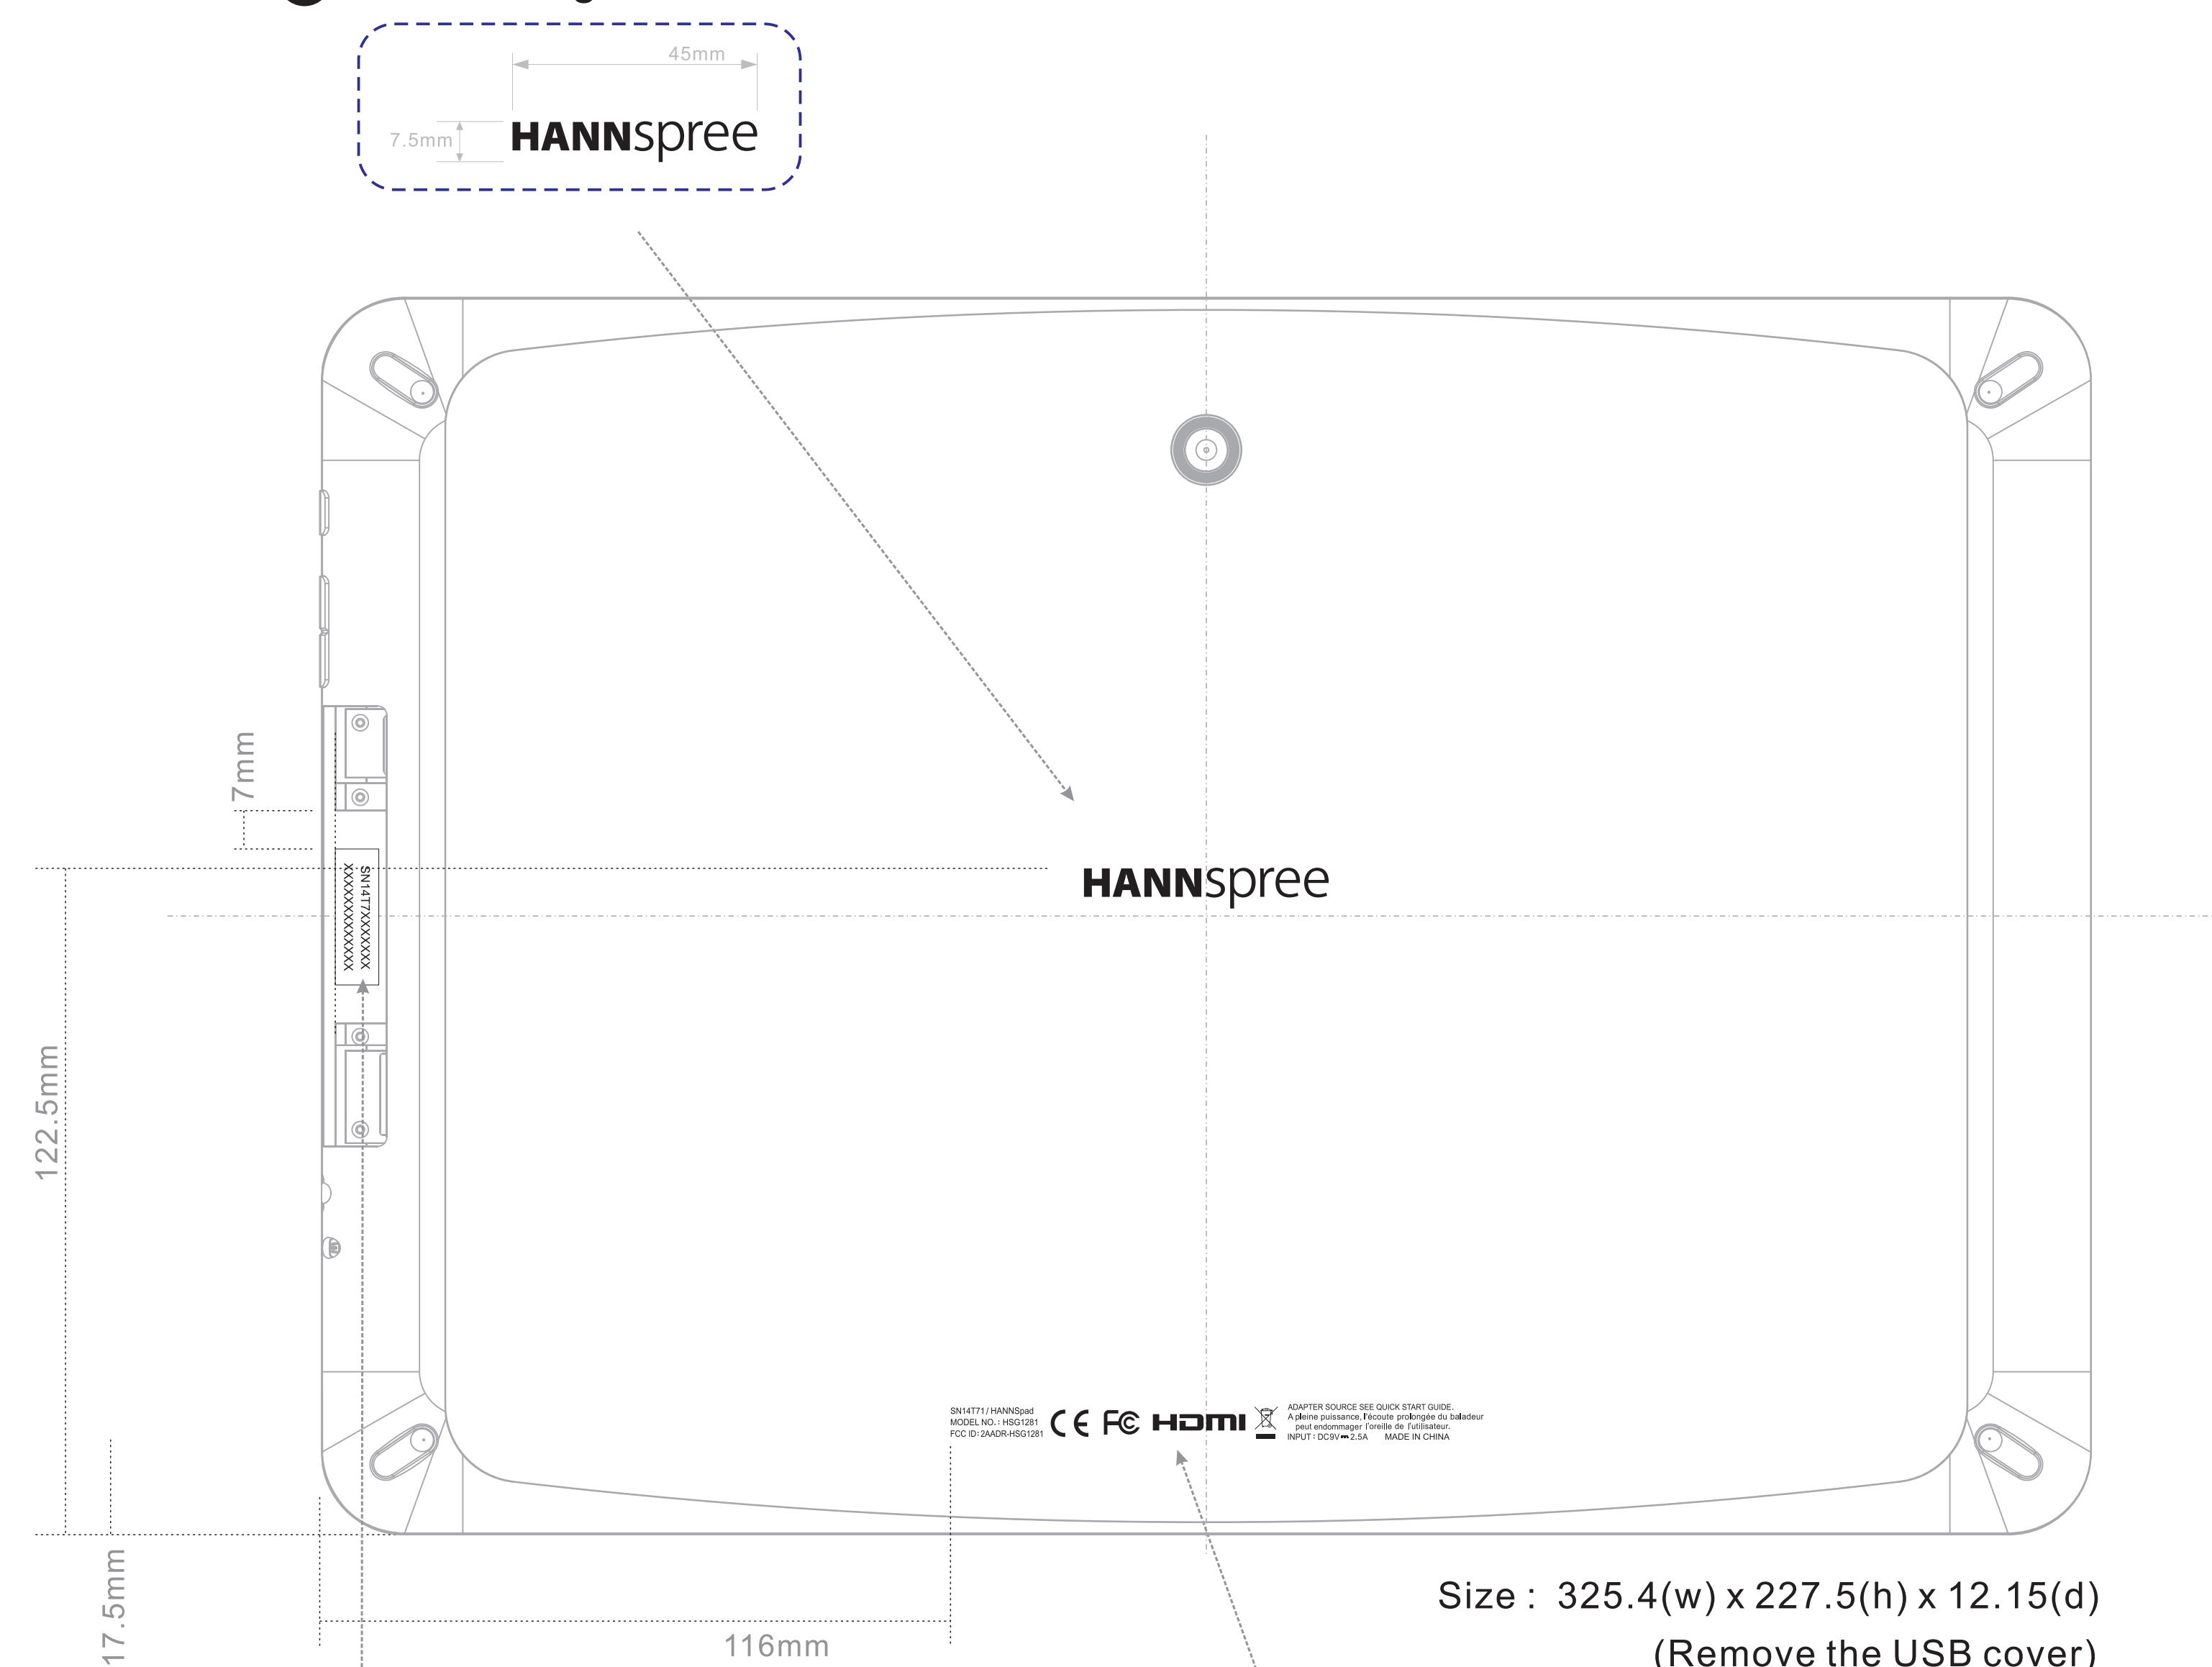 45mm
7.5mm
HANNspree
7mm
SN14T7XXXXXXX
XXXXXXXXXXXXX
HANNspree
122.5mm
SN14T71 / HANNSpad
MODEL NO. : HSG1281
FCC ID : 2AADR-HSG1281
CE FC HDMI
ADAPTER SOURCE SEE QUICK START GUIDE.
A pleine puissance, l'écoute prolongée du baladeur
peut endommager l'oreille de l'utilisateur.
INPUT : DC9V 2.5A MADE IN CHINA
17.5mm
116mm
Size : 325.4(w) x 227.5(h) x 12.15(d)
(Remove the USB cover)